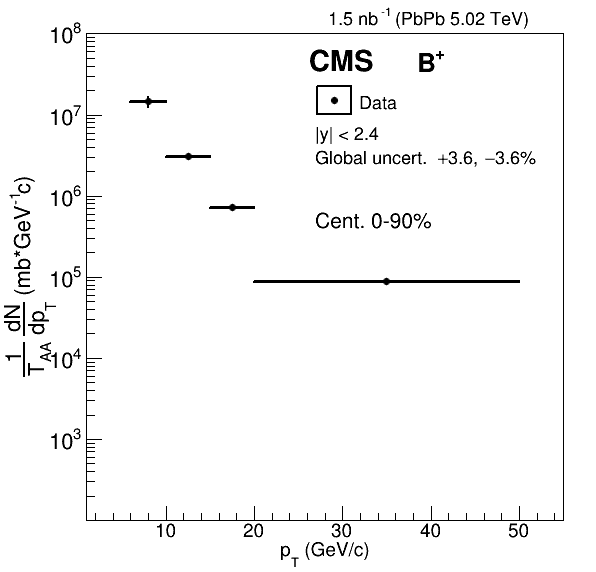 1.5 nb⁻¹ (PbPb 5.02 TeV)
CMS B⁺
Data
|y| < 2.4
Global uncert. +3.6, −3.6%
Cent. 0-90%
10⁸
10⁷
10⁶
10⁵
10⁴
10³
1/T_AA dN/dp_T (mb*GeV⁻¹c)
10 20 30 40 50
p_T (GeV/c)